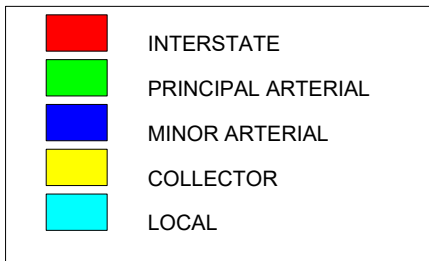 INTERSTATE
PRINCIPAL ARTERIAL
MINOR ARTERIAL
COLLECTOR
LOCAL